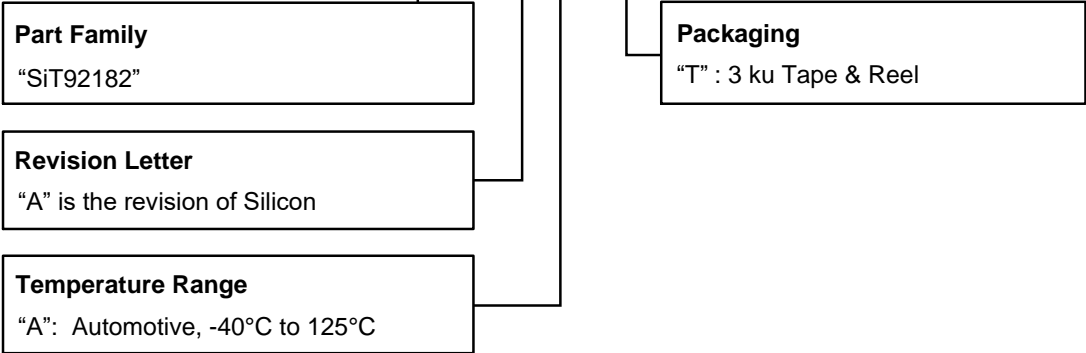 Part Family
“SiT92182”
Packaging
“T” : 3 ku Tape & Reel
Revision Letter
“A” is the revision of Silicon
Temperature Range
“A”: Automotive, -40°C to 125°C